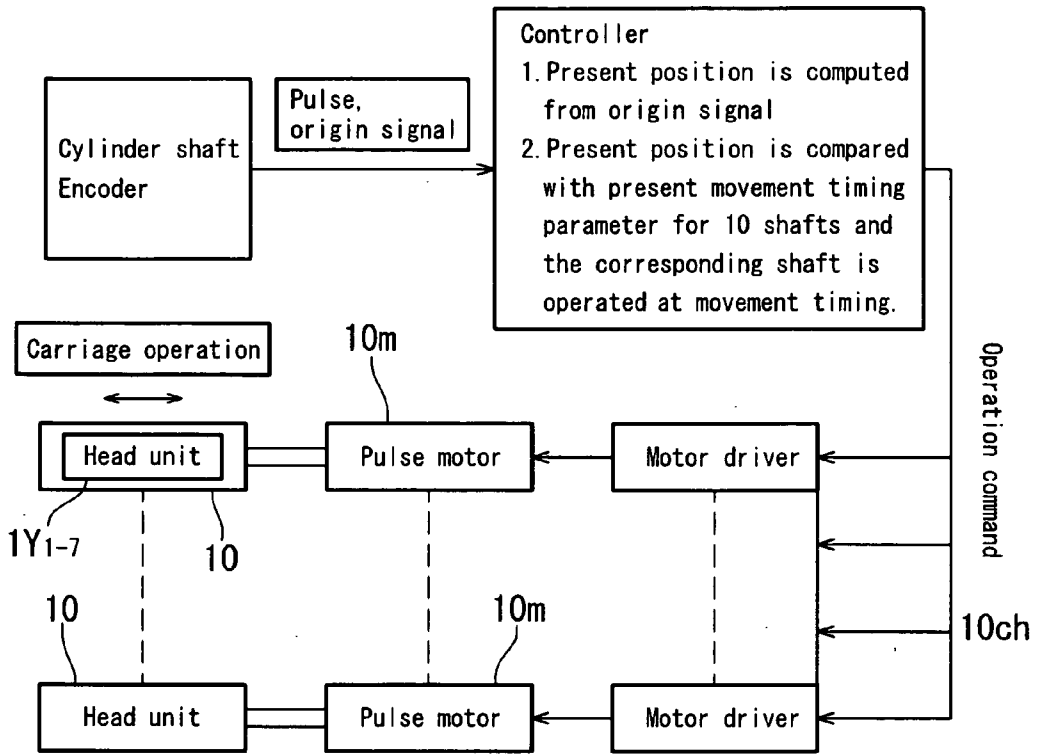 Controller
1. Present position is computed
from origin signal
2. Present position is compared
with present movement timing
parameter for 10 shafts and
the corresponding shaft is
operated at movement timing.
Pulse,
origin signal
Cylinder shaft
Encoder
Carriage operation
10m
Operation command
Head unit
Pulse motor
Motor driver
1Y1-7
10
10
10m
10ch
Head unit
Pulse motor
Motor driver